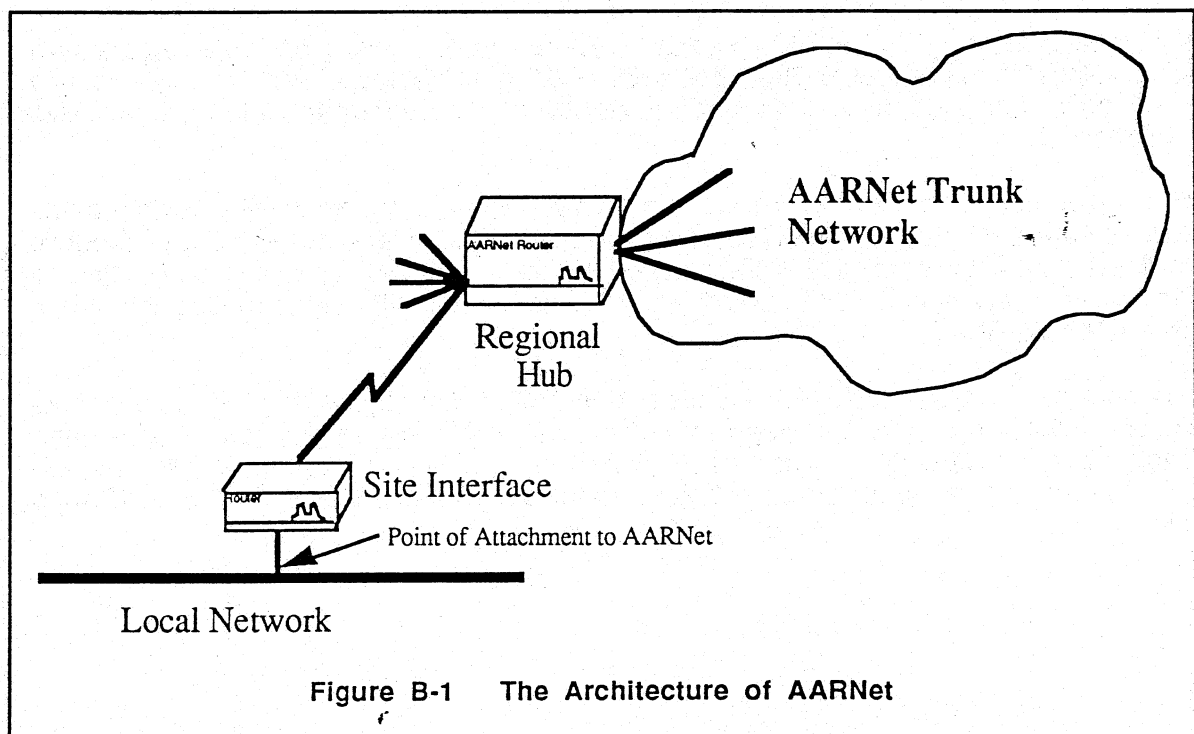 AARNet Trunk
Network
AARNet Router
Regional
Hub
Router
Site Interface
Point of Attachment to AARNet
Local Network
Figure B-1 The Architecture of AARNet